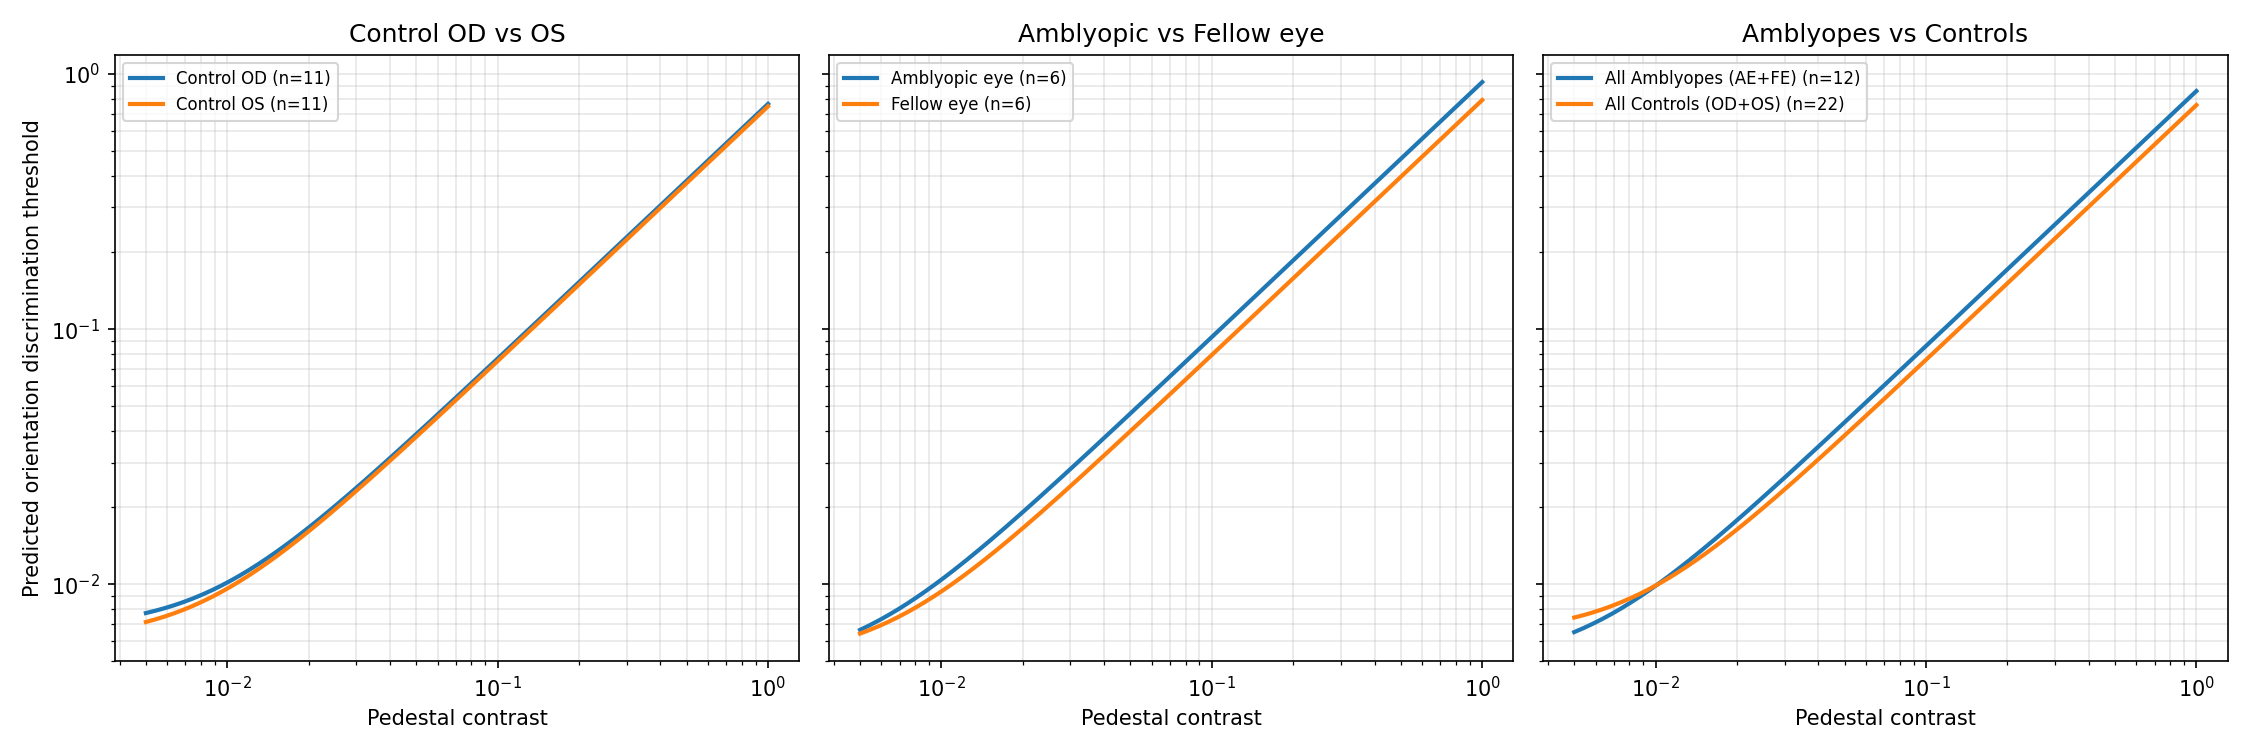 Control OD vs OS
Amblyopic vs Fellow eye
Amblyopes vs Controls
Control OD (n=11)
Control OS (n=11)
Amblyopic eye (n=6)
Fellow eye (n=6)
All Amblyopes (AE+FE) (n=12)
All Controls (OD+OS) (n=22)
Predicted orientation discrimination threshold
10⁰
10⁻¹
10⁻²
10⁻² 10⁻¹ 10⁰
10⁻² 10⁻¹ 10⁰
10⁻² 10⁻¹ 10⁰
Pedestal contrast
Pedestal contrast
Pedestal contrast